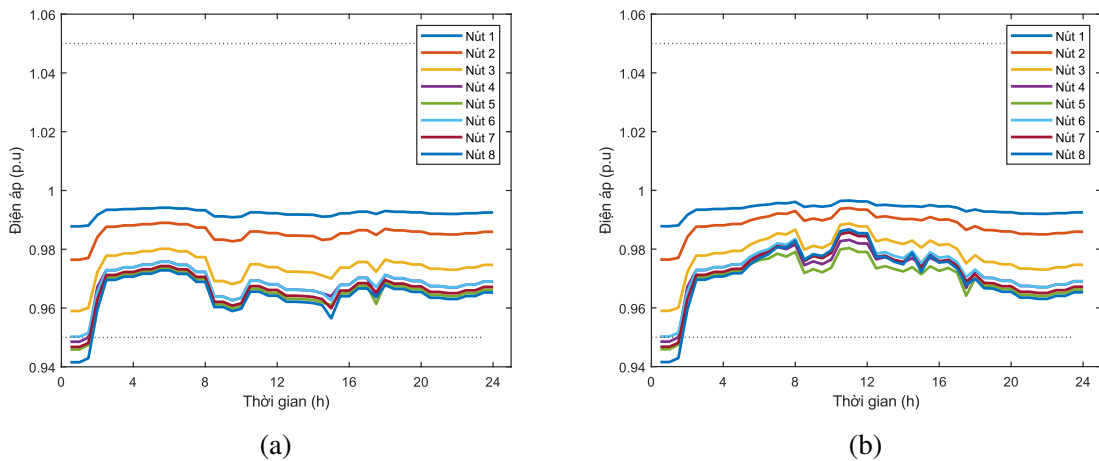 1.06
1.04
1.02
1
0.98
0.96
0.94
0
4
8
12
16
20
24
Điện áp (p.u)
Thời gian (h)
Nút 1
Nút 2
Nút 3
Nút 4
Nút 5
Nút 6
Nút 7
Nút 8
(a)
1.06
1.04
1.02
1
0.98
0.96
0.94
0
4
8
12
16
20
24
Điện áp (p.u)
Thời gian (h)
Nút 1
Nút 2
Nút 3
Nút 4
Nút 5
Nút 6
Nút 7
Nút 8
(b)